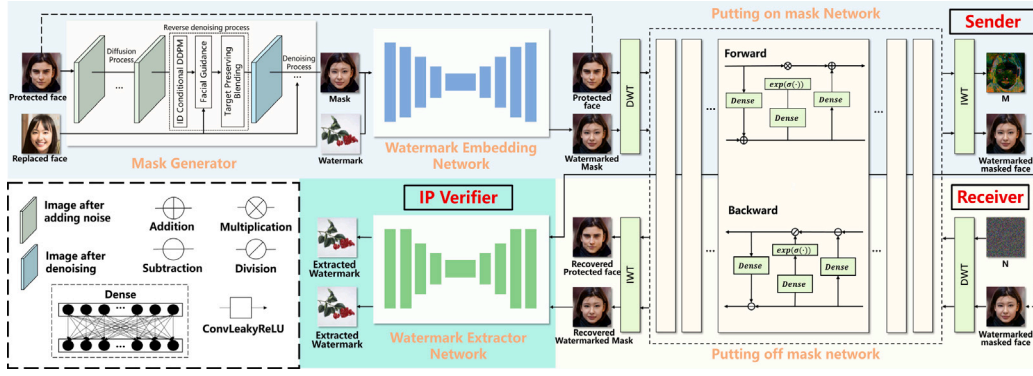 Putting on mask Network
Sender
Reverse denoising process
Diffusion
Process
...
...
ID Conditional DDPM
Facial Guidance
Target Preserving
Blending
Denoising
Process
...
Protected face
Replaced face
Mask Generator
Mask
Watermark
Watermark Embedding
Network
Protected
face
Watermarked
Mask
DWT
...
Forward
Dense
exp(σ(·))
Dense
Dense
...
IWT
M
Watermarked
masked face
Image after
adding noise
Addition
Multiplication
Image after
denoising
Subtraction
Division
Dense
...
...
ConvLeakyReLU
IP Verifier
Extracted
Watermark
Extracted
Watermark
Watermark Extractor
Network
Recovered
Protected face
Recovered
Watermarked Mask
IWT
...
Backward
Dense
exp(σ(·))
Dense
Dense
...
Receiver
DWT
N
Watermarked
masked face
Putting off mask network